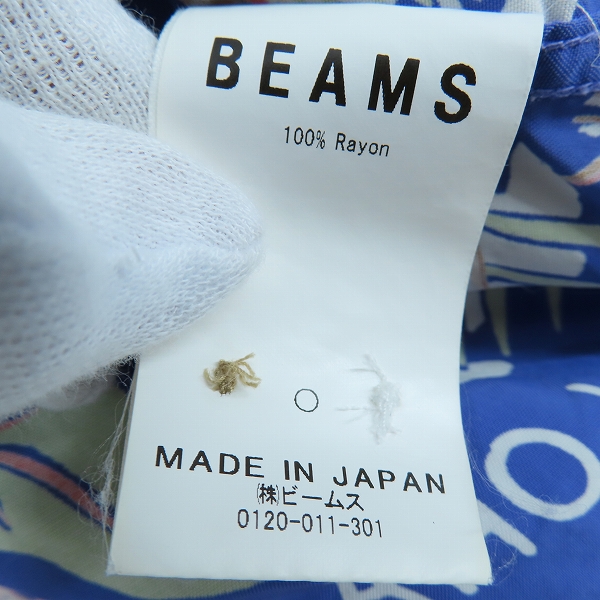 BEAMS
100% Rayon
MADE IN JAPAN
㈱ビームス
0120-011-301